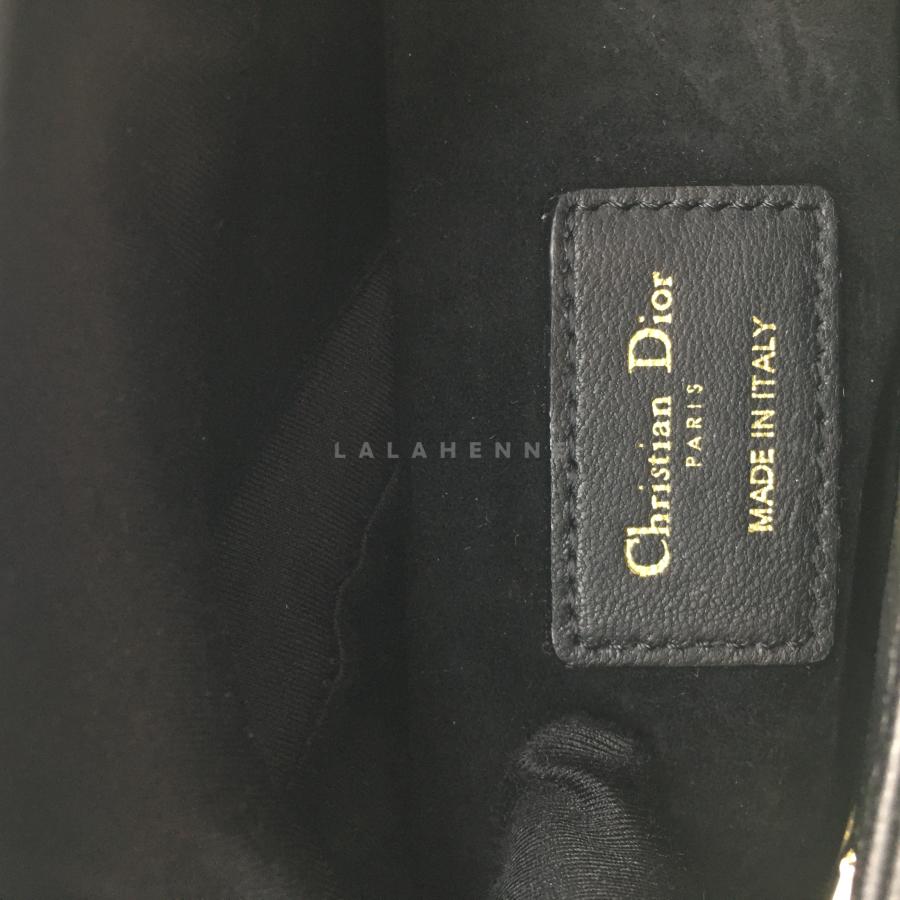 Christian Dior
PARIS
MADE IN ITALY
LALAHENN